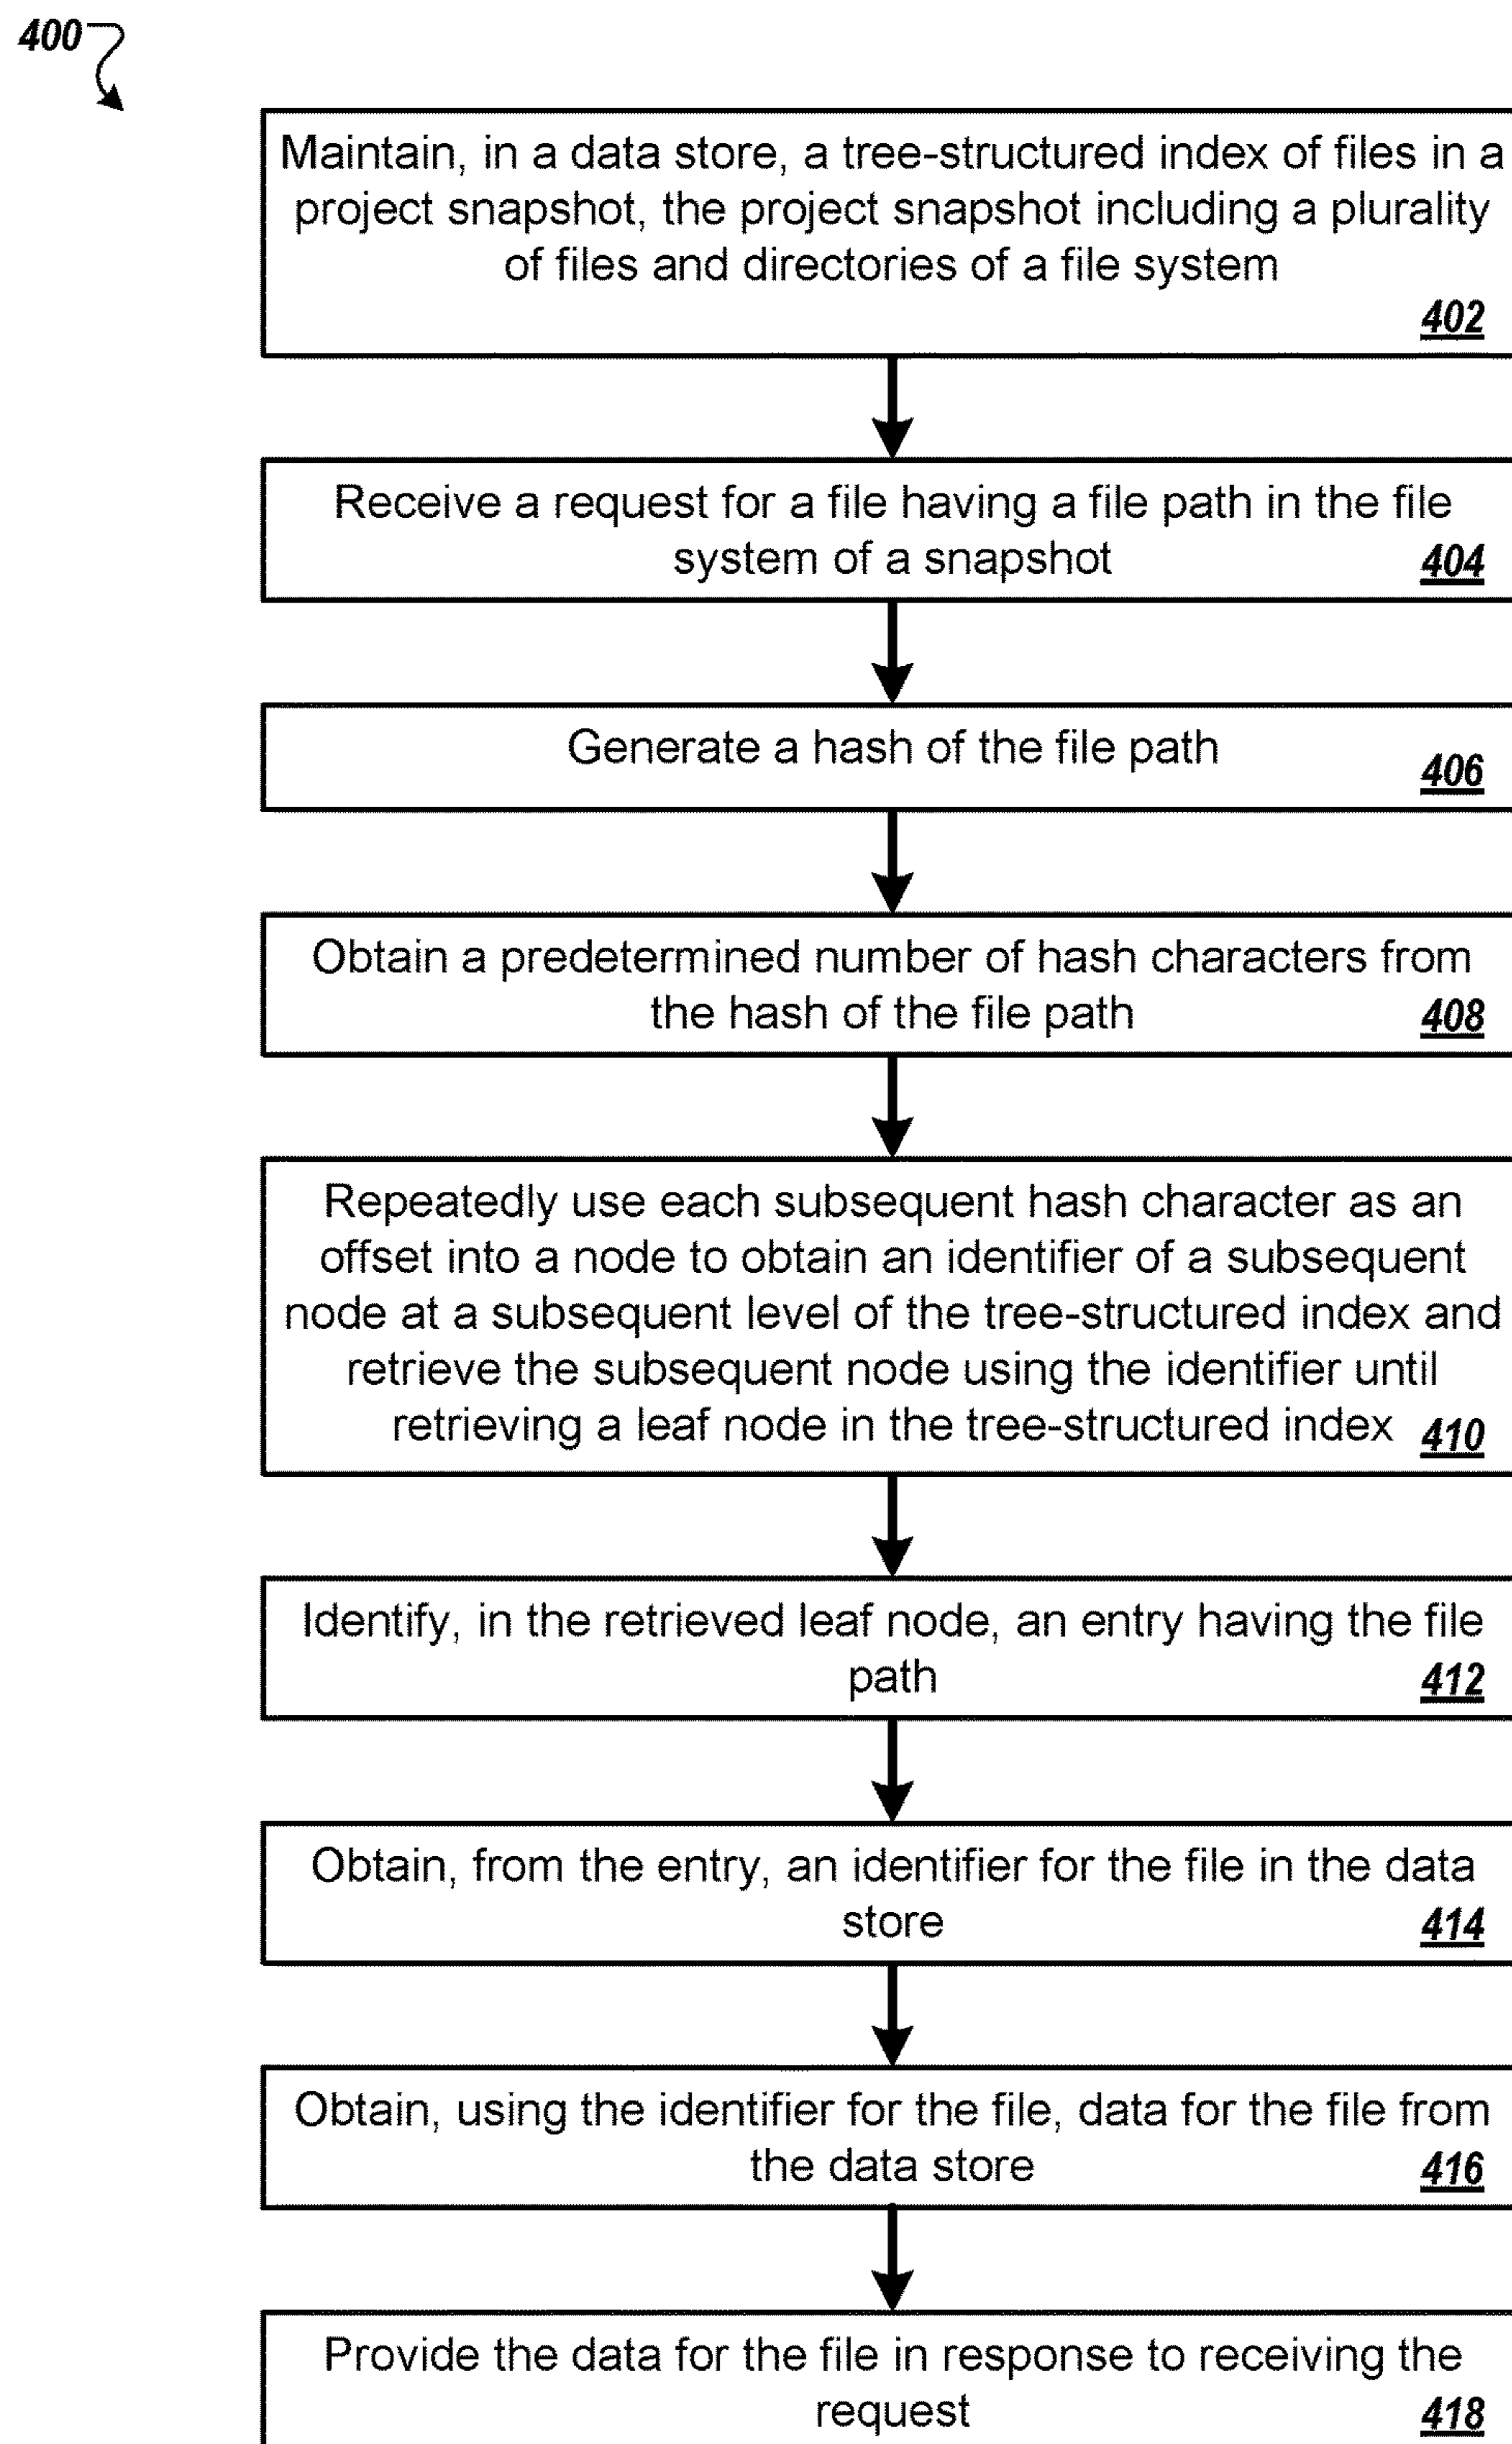 400
Maintain, in a data store, a tree-structured index of files in a
project snapshot, the project snapshot including a plurality
of files and directories of a file system
402
Receive a request for a file having a file path in the file
system of a snapshot
404
Generate a hash of the file path
406
Obtain a predetermined number of hash characters from
the hash of the file path
408
Repeatedly use each subsequent hash character as an
offset into a node to obtain an identifier of a subsequent
node at a subsequent level of the tree-structured index and
retrieve the subsequent node using the identifier until
retrieving a leaf node in the tree-structured index
410
Identify, in the retrieved leaf node, an entry having the file
path
412
Obtain, from the entry, an identifier for the file in the data
store
414
Obtain, using the identifier for the file, data for the file from
the data store
416
Provide the data for the file in response to receiving the
request
418